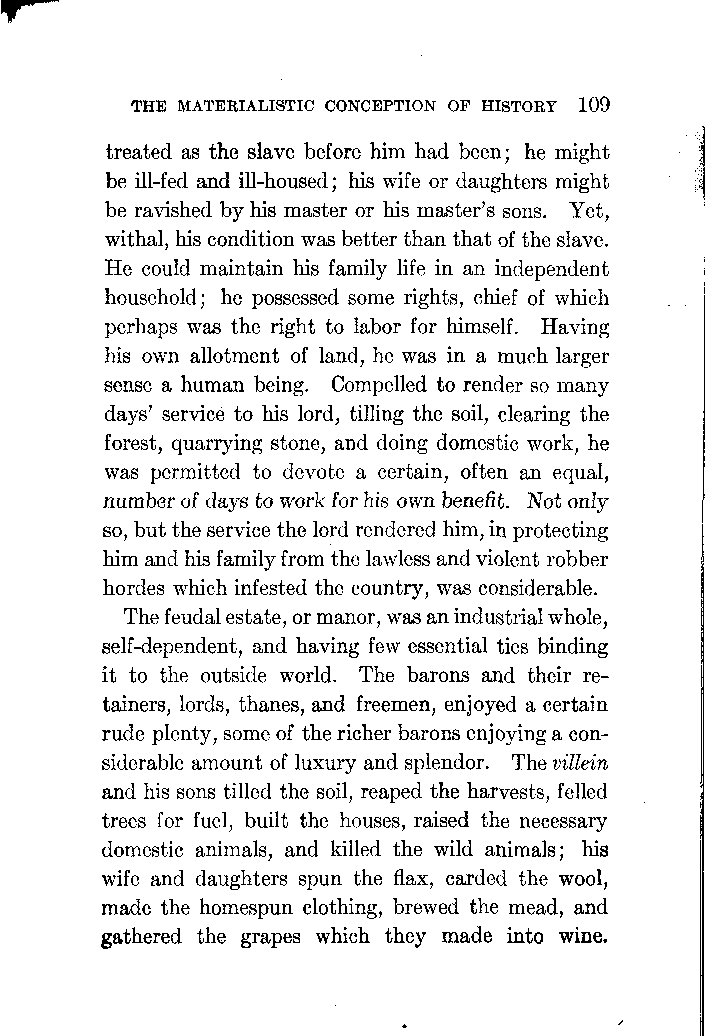 THE MATERIALISTIC CONCEPTION OF HISTORY 109
treated as the slave before him had been; he might
be ill-fed and ill-housed; his wife or daughters might
be ravished by his master or his master's sons. Yet,
withal, his condition was better than that of the slave.
He could maintain his family life in an independent
household; he possessed some rights, chief of which
perhaps was the right to labor for himself. Having
his own allotment of land, he was in a much larger
sense a human being. Compelled to render so many
days' service to his lord, tilling the soil, clearing the
forest, quarrying stone, and doing domestic work, he
was permitted to devote a certain, often an equal,
number of days to work for his own benefit. Not only
so, but the service the lord rendered him, in protecting
him and his family from the lawless and violent robber
hordes which infested the country, was considerable.
The feudal estate, or manor, was an industrial whole,
self-dependent, and having few essential ties binding
it to the outside world. The barons and their re-
tainers, lords, thanes, and freemen, enjoyed a certain
rude plenty, some of the richer barons enjoying a con-
siderable amount of luxury and splendor. The villein
and his sons tilled the soil, reaped the harvests, felled
trees for fuel, built the houses, raised the necessary
domestic animals, and killed the wild animals; his
wife and daughters spun the flax, carded the wool,
made the homespun clothing, brewed the mead, and
gathered the grapes which they made into wine.